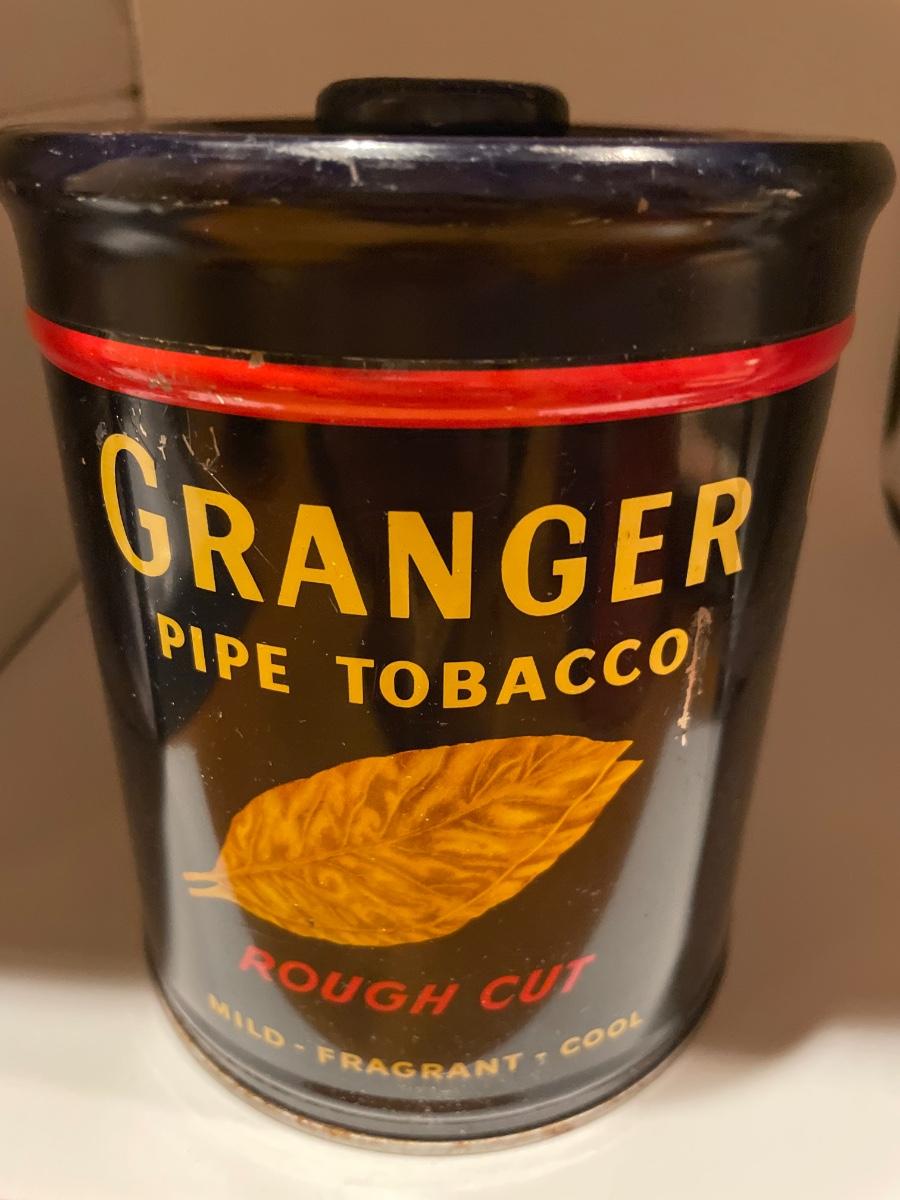 GRANGER
PIPE TOBACCO
ROUGH CUT
MILD - FRAGRANT - COOL